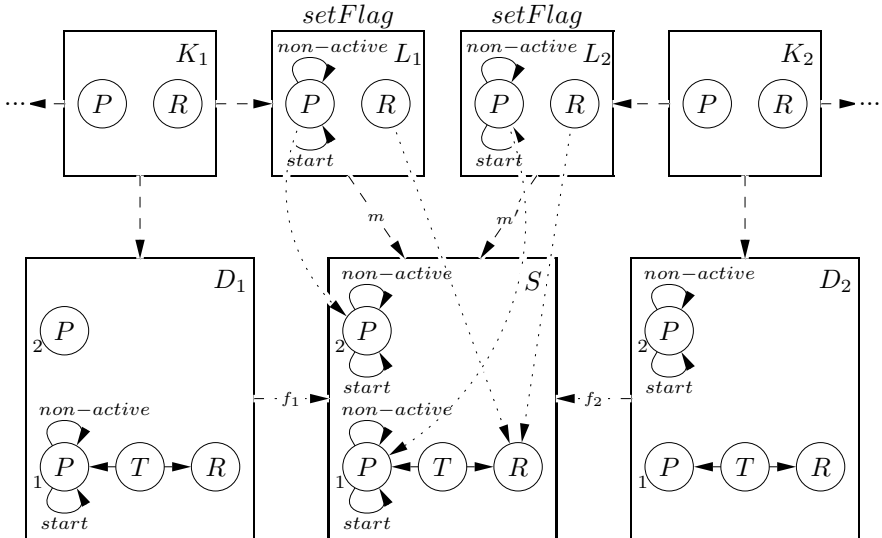 setFlag setFlag
K1 non-active L1 non-active L2 K2
... P R P R P R P R ...
start start
m m'
D1 non-active S non-active D2
P P P
2 2 2
start start
non-active f1 non-active f2
P T R P T R P T R
1 1 1
start start